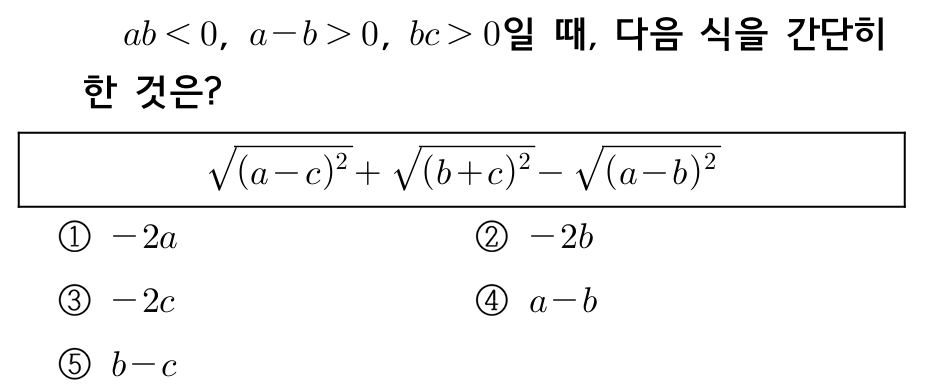 ab < 0, a − b > 0, bc > 0일 때, 다음 식을 간단히
한 것은?
√(a−c)² + √(b+c)² − √(a−b)²
① −2a ② −2b
③ −2c ④ a−b
⑤ b−c